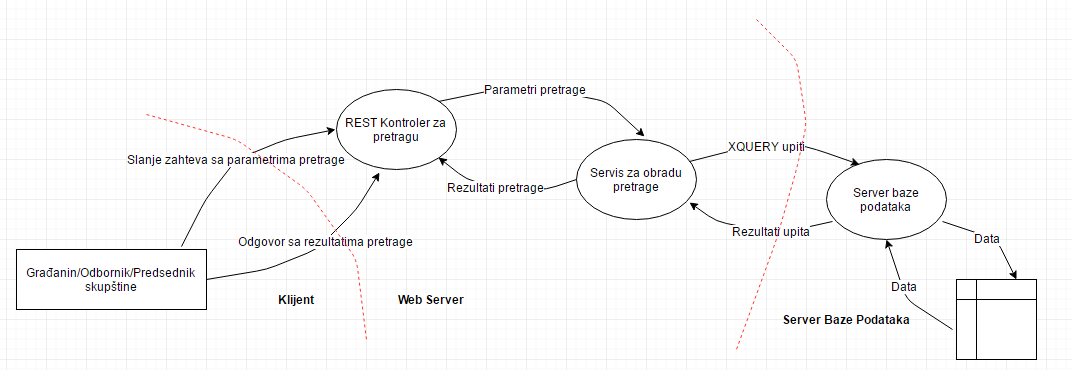 Parametri pretrage
REST Kontroler za
pretragu
Slanje zahteva sa parametrima pretrage
XQUERY upiti
Servis za obradu
pretrage
Rezultati pretrage
Server baze
podataka
Rezultati upita
Odgovor sa rezultatima pretrage
Data
Građanin/Odbornik/Predsednik
skupštine
Data
Klijent
Web Server
Server Baze Podataka